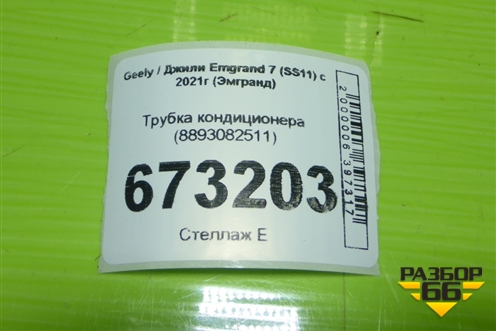 Geely / Джили Emgrand 7 (SS11) с
2021г (Эмгранд)
Трубка кондиционера
(8893082511)
673203
Стеллаж Е
2000006397317
РАЗБОР
66